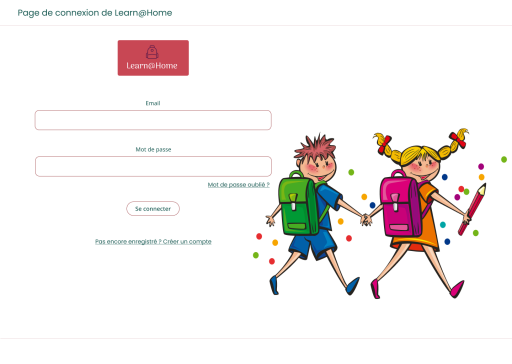 Page de connexion de Learn@Home
Learn@Home
Email
Mot de passe
Mot de passe oublié ?
Se connecter
Pas encore enregistré ? Créer un compte